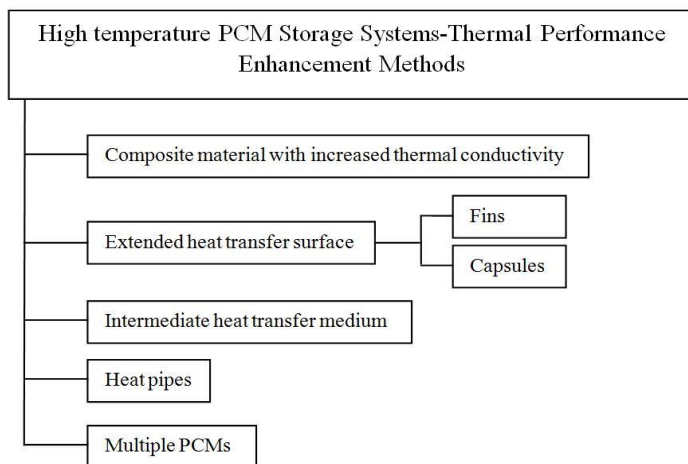 High temperature PCM Storage Systems-Thermal Performance
Enhancement Methods
Composite material with increased thermal conductivity
Extended heat transfer surface
Fins
Capsules
Intermediate heat transfer medium
Heat pipes
Multiple PCMs